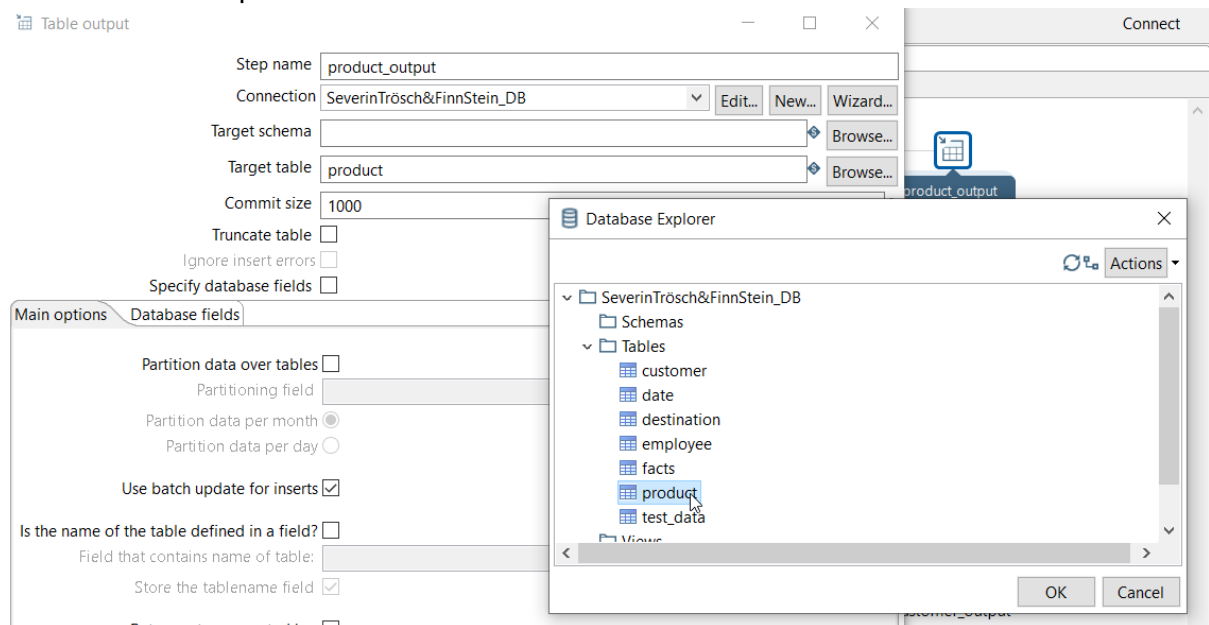 Table output
Connect
Step name product_output
Connection SeverinTrösch&FinnStein_DB Edit... New... Wizard...
Target schema Browse...
Target table product Browse...
Commit size 1000
Truncate table
Ignore insert errors
Specify database fields
Main options Database fields
Partition data over tables
Partitioning field
Partition data per month
Partition data per day
Use batch update for inserts
Is the name of the table defined in a field?
Field that contains name of table:
Store the tablename field
product_output
Database Explorer
Actions
SeverinTrösch&FinnStein_DB
Schemas
Tables
customer
date
destination
employee
facts
product
test_data
Views
OK Cancel